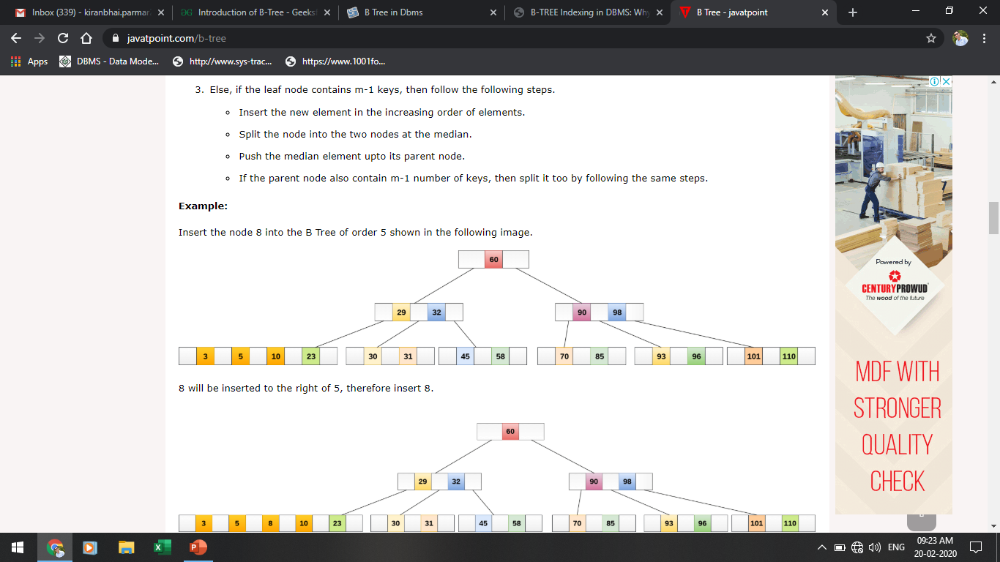 Inbox (339) - kiranbhai.parmar
Introduction of B-Tree - Geeks
B Tree in Dbms
B-TREE Indexing in DBMS: Why
B Tree - javatpoint
javatpoint.com/b-tree
Apps
DBMS - Data Mode...
http://www.sys-trac...
https://www.1001fo...
3. Else, if the leaf node contains m-1 keys, then follow the following steps.
Insert the new element in the increasing order of elements.
Split the node into the two nodes at the median.
Push the median element upto its parent node.
If the parent node also contain m-1 number of keys, then split it too by following the same steps.
Example:
Insert the node 8 into the B Tree of order 5 shown in the following image.
60
29 32 90 98
3 5 10 23 30 31 45 58 70 85 93 96 101 110
8 will be inserted to the right of 5, therefore insert 8.
60
29 32 90 98
3 5 8 10 23 30 31 45 58 70 85 93 96 101 110
Powered by
CENTURYPROWUD
The wood of the future
MDF WITH
STRONGER
QUALITY
CHECK
ENG
09:23 AM
20-02-2020